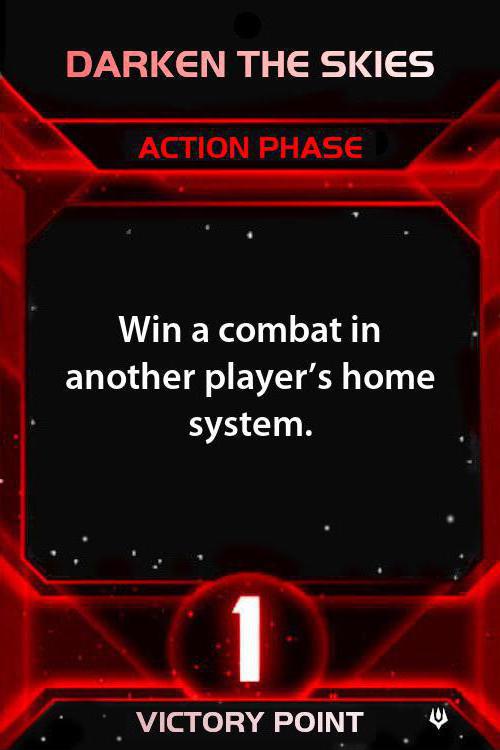 DARKEN THE SKIES
ACTION PHASE
Win a combat in
another player’s home
system.
1
VICTORY POINT